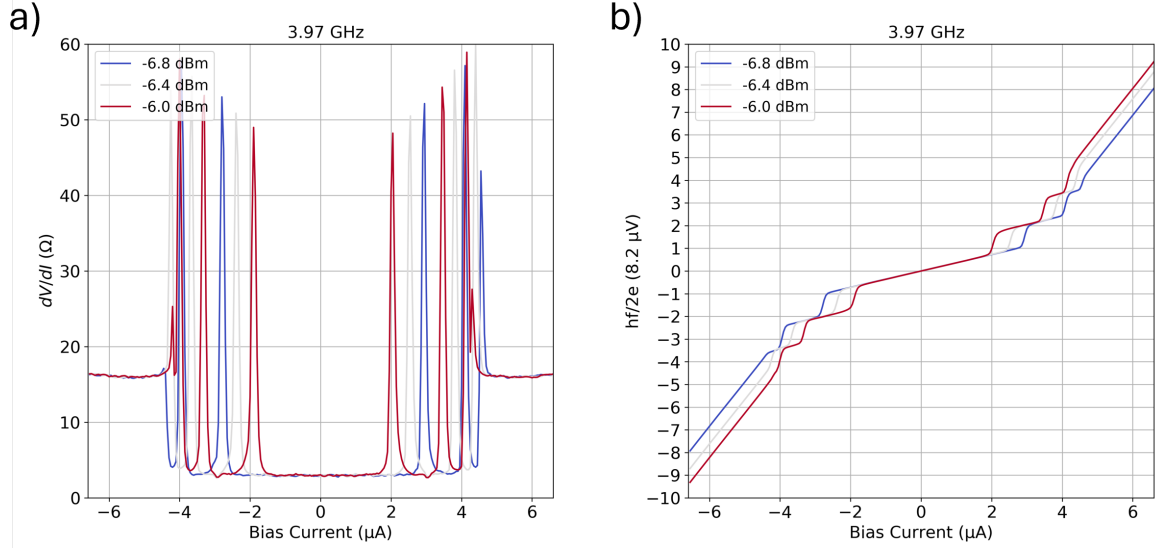 a)
3.97 GHz
60
50
40
30
20
10
0
dV/dI (Ω)
-6.8 dBm
-6.4 dBm
-6.0 dBm
−6 −4 −2 0 2 4 6
Bias Current (μA)
b)
3.97 GHz
10
9
8
7
6
5
4
3
2
1
0
−1
−2
−3
−4
−5
−6
−7
−8
−9
−10
hf/2e (8.2 μV)
-6.8 dBm
-6.4 dBm
-6.0 dBm
−6 −4 −2 0 2 4 6
Bias Current (μA)